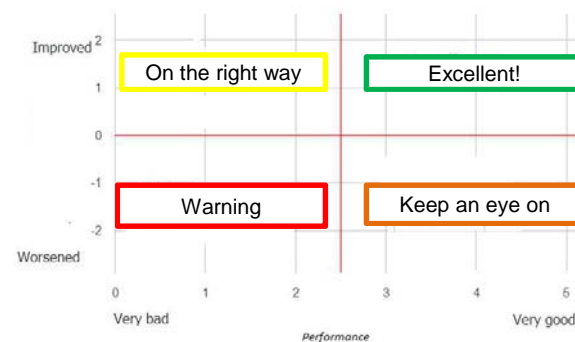 Improved 2
On the right way
Excellent!
1
0
-1
Warning
Keep an eye on
-2
Worsened
0 1 2 3 4 5
Very bad
Very good
Performance